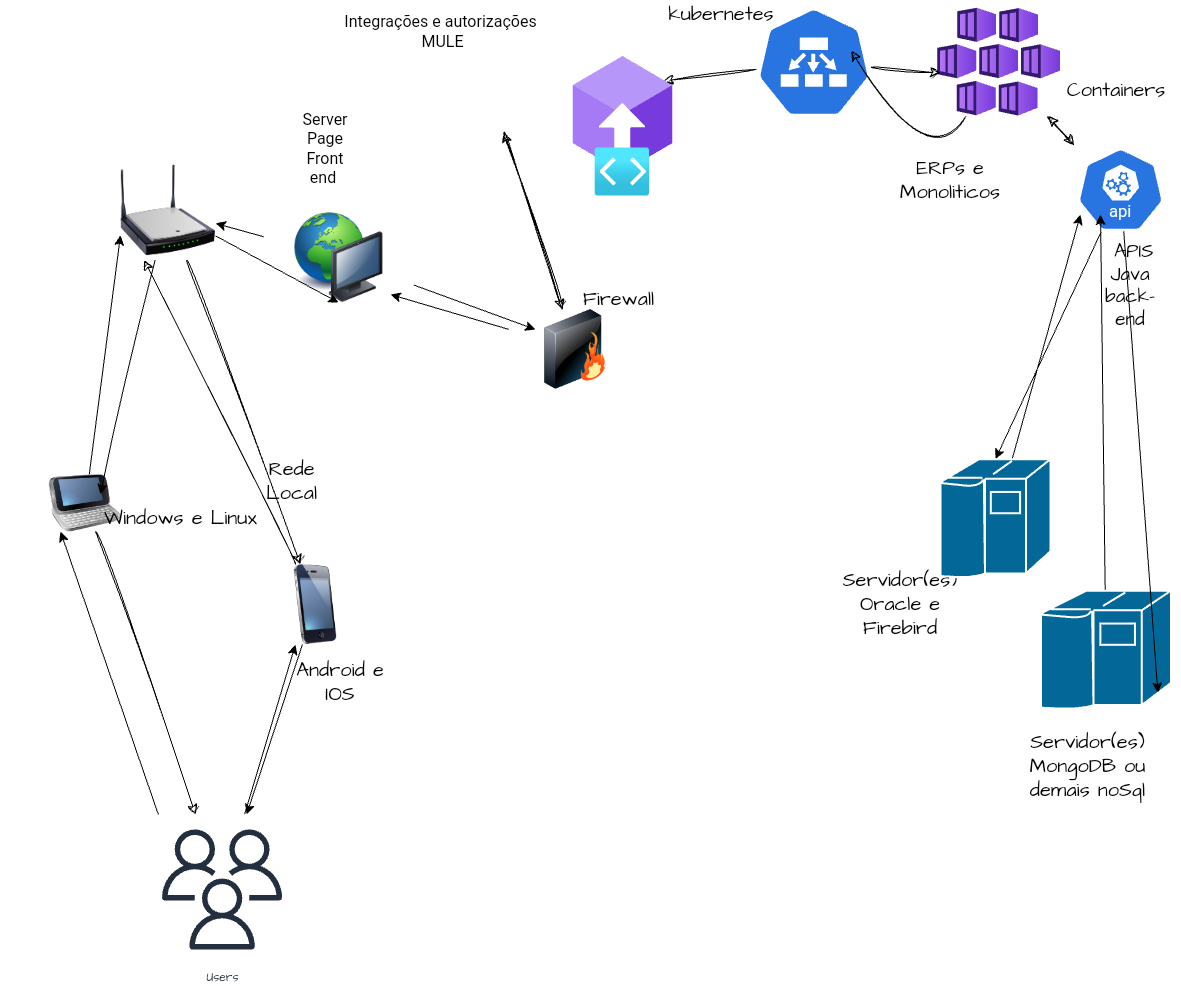 Integrações e autorizações
MULE
kubernetes
Containers
Server
Page
Front
end
ERPs e
Monoliticos
api
APIS
Java
back-
end
Firewall
Rede
Local
Windows e Linux
Servidor(es)
Oracle e
Firebird
Android e
IOS
Servidor(es)
MongoDB ou
demais noSql
Users